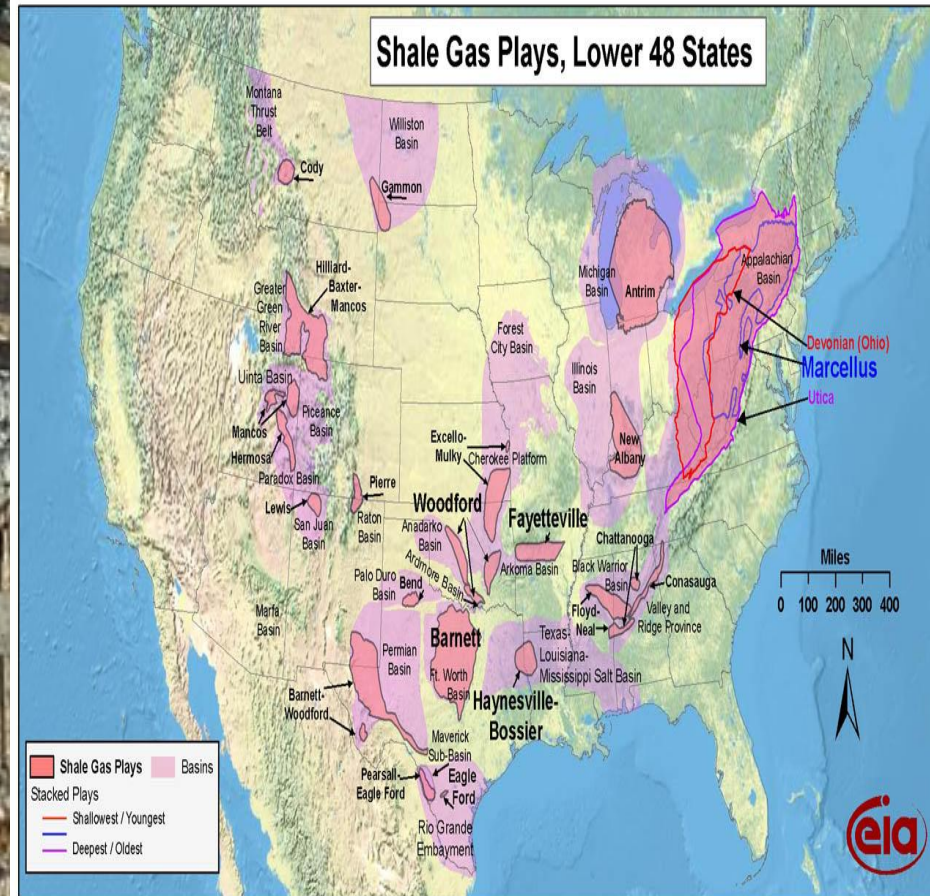 Shale Gas Plays, Lower 48 States
Montana
Thrust
Belt
Cody
Williston
Basin
Gammon
Hilliard-
Baxter-
Mancos
Greater
Green
River
Basin
Uinta Basin
Piceance
Basin
Mancos
Hermosa
Paradox Basin
Lewis
San Juan
Basin
Pierre
Raton
Basin
Michigan
Basin
Antrim
Forest
City Basin
Illinois
Basin
New
Albany
Appalachian
Basin
Devonian (Ohio)
Marcellus
Utica
Excello-
Mulky
Cherokee Platform
Woodford
Anadarko
Basin
Ardmore Basin
Fayetteville
Arkoma Basin
Chattanooga
Black Warrior
Basin
Conasauga
Floyd-
Neal
Valley and
Ridge Province
Palo Duro
Basin
Bend
Marfa
Basin
Permian
Basin
Barnett
Ft. Worth
Basin
Barnett-
Woodford
Texas-
Louisiana-
Mississippi Salt Basin
Haynesville-
Bossier
Maverick
Sub-Basin
Pearsall-
Eagle Ford
Eagle
Ford
Rio Grande
Embayment
Miles
0 100 200 300 400
N
Shale Gas Plays Basins
Stacked Plays
Shallowest / Youngest
Deepest / Oldest
eia